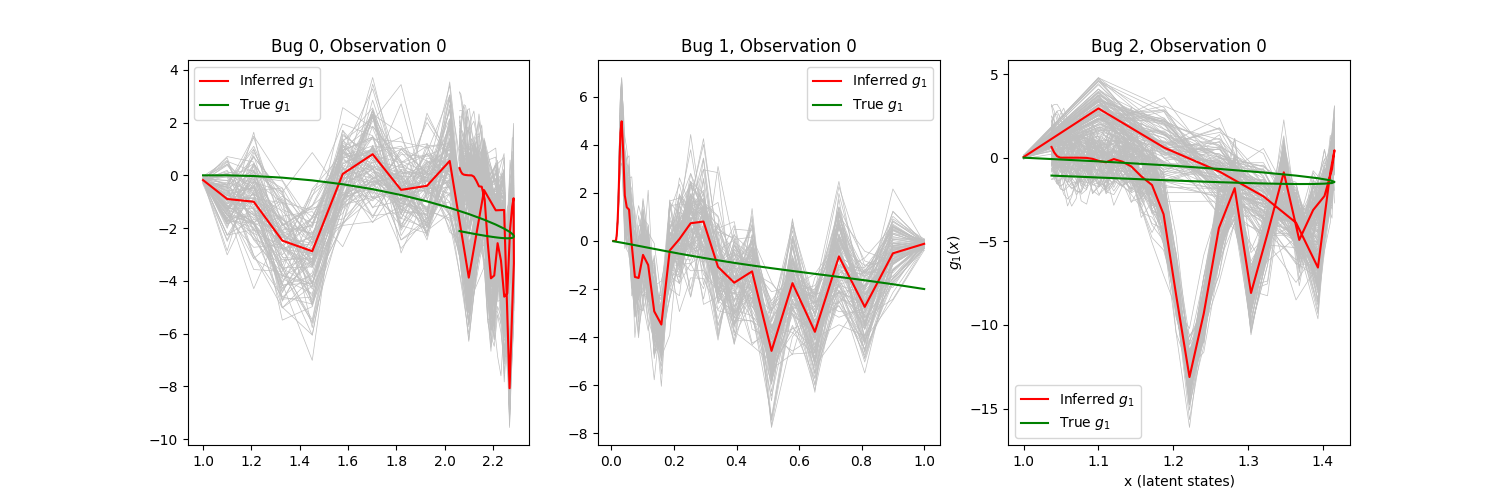 Bug 0, Observation 0
Inferred g₁
True g₁
4
2
0
−2
−4
−6
−8
−10
1.0 1.2 1.4 1.6 1.8 2.0 2.2
Bug 1, Observation 0
Inferred g₁
True g₁
6
4
2
0
−2
−4
−6
−8
0.0 0.2 0.4 0.6 0.8 1.0
Bug 2, Observation 0
5
0
−5
−10
−15
g₁(x)
Inferred g₁
True g₁
1.0 1.1 1.2 1.3 1.4
x (latent states)